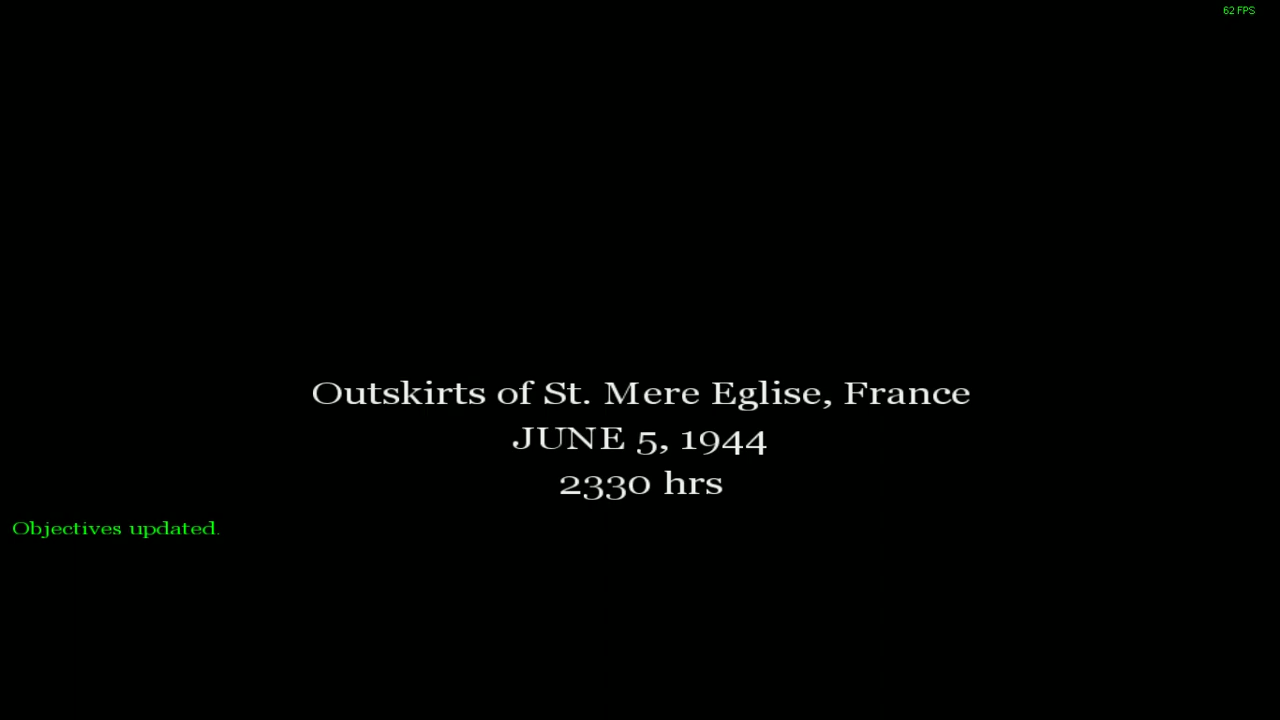 62 FPS
Outskirts of St. Mere Eglise, France
JUNE 5, 1944
2330 hrs
Objectives updated.